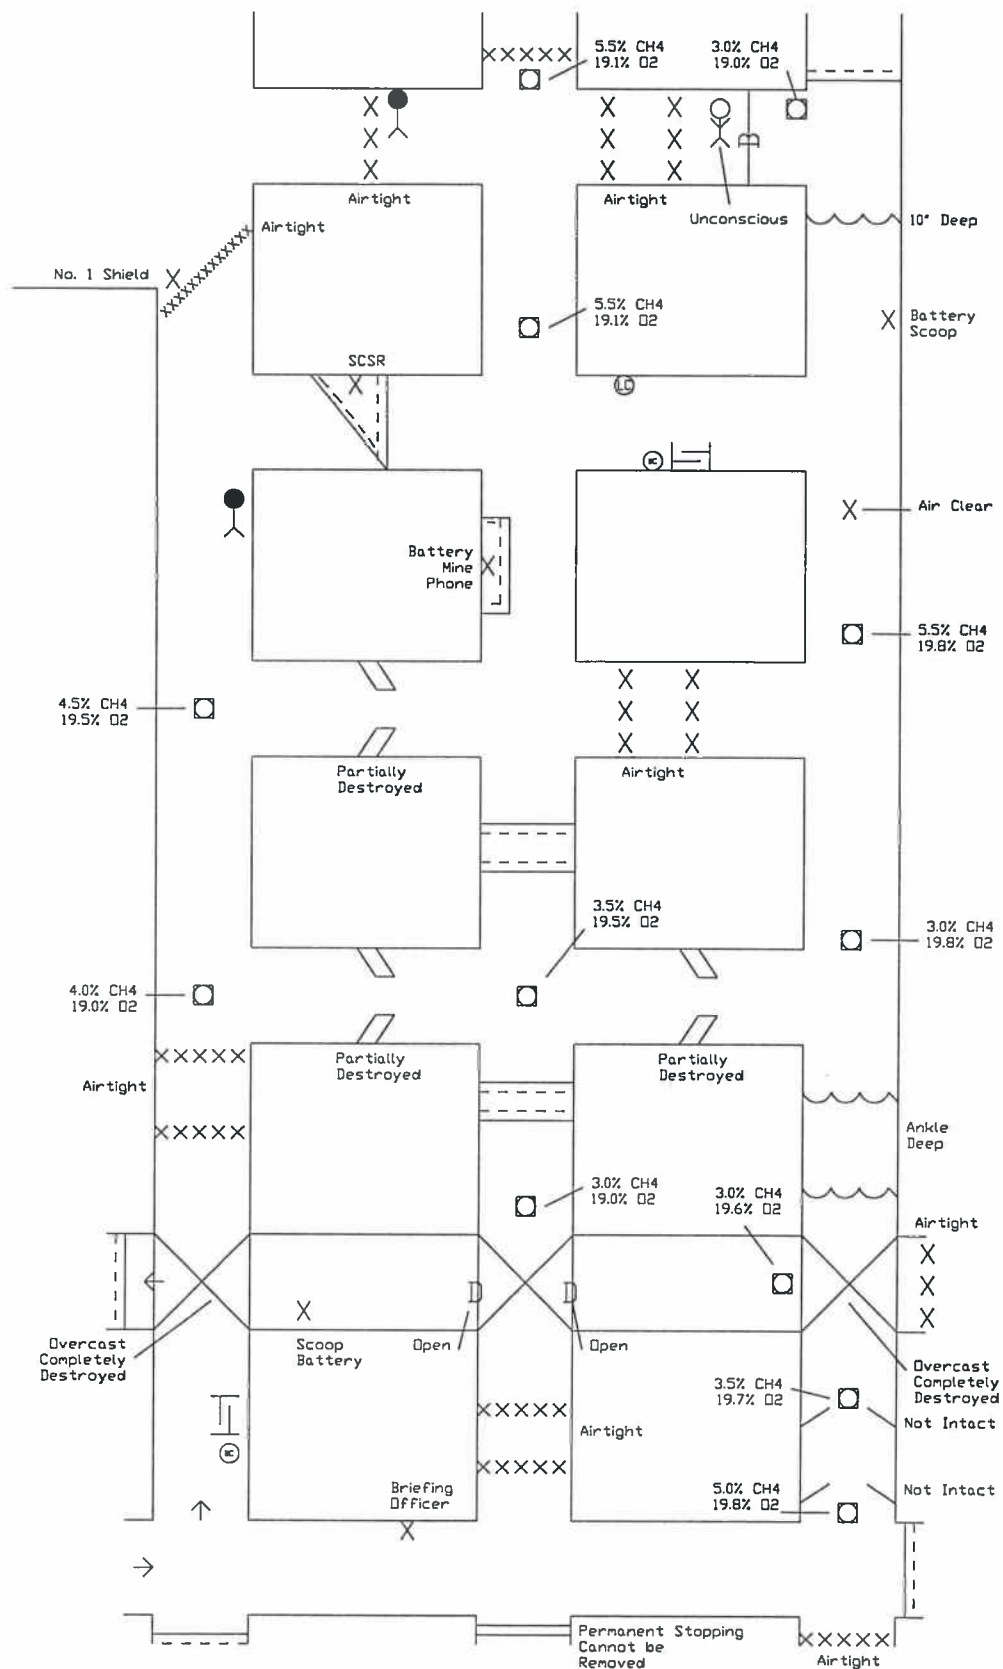 5.5% CH4
19.1% O2
3.0% CH4
19.0% O2
Airtight
Airtight
Airtight
Unconscious
10" Deep
No. 1 Shield
5.5% CH4
19.1% O2
Battery
Scoop
SCSR
LC
Air Clear
Battery
Mine
Phone
5.5% CH4
19.8% O2
4.5% CH4
19.5% O2
Partially
Destroyed
Airtight
3.5% CH4
19.5% O2
3.0% CH4
19.8% O2
4.0% CH4
19.0% O2
Partially
Destroyed
Partially
Destroyed
Airtight
Ankle
Deep
3.0% CH4
19.0% O2
3.0% CH4
19.6% O2
Airtight
D
D
Overcast
Completely
Destroyed
Scoop
Battery
Open
Open
Overcast
Completely
Destroyed
3.5% CH4
19.7% O2
Not Intact
Airtight
Briefing
Officer
5.0% CH4
19.8% O2
Not Intact
Permanent Stopping
Cannot be
Removed
Airtight